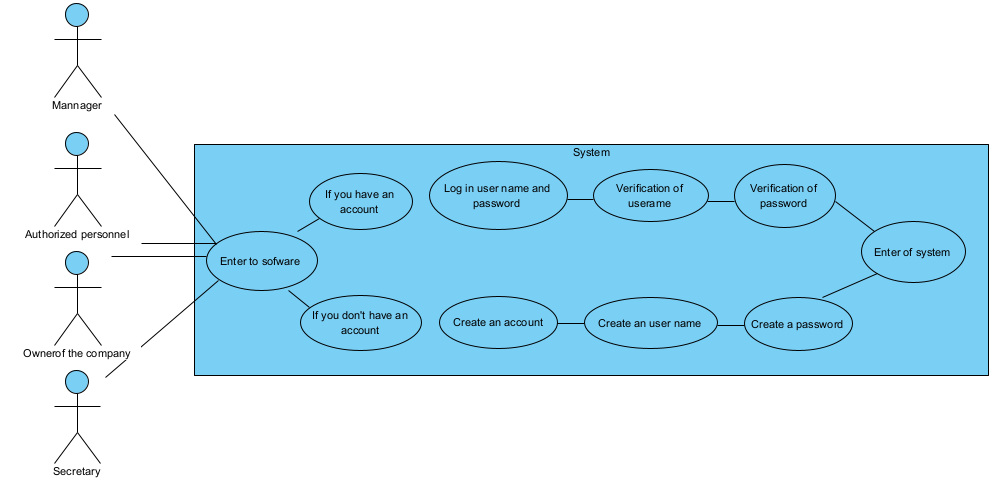 Mannager
Authorized personnel
Ownerof the company
Secretary
System
If you have an
account
Log in user name and
password
Verification of
userame
Verification of
password
Enter to sofware
Enter of system
If you don't have an
account
Create an account
Create an user name
Create a password